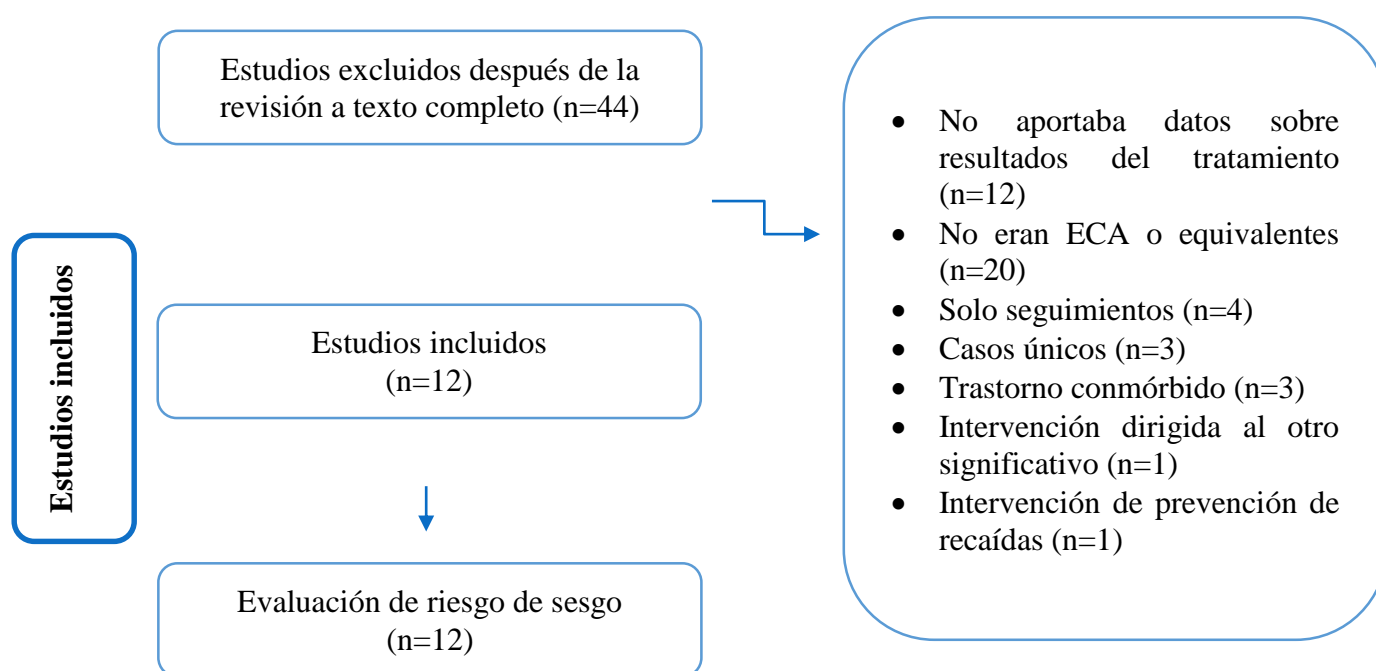 Estudios excluidos después de la
revisión a texto completo (n=44)
Estudios incluidos
Estudios incluidos
(n=12)
Evaluación de riesgo de sesgo
(n=12)
• No aportaba datos sobre
resultados del tratamiento
(n=12)
• No eran ECA o equivalentes
(n=20)
• Solo seguimientos (n=4)
• Casos únicos (n=3)
• Trastorno conmórbido (n=3)
• Intervención dirigida al otro
significativo (n=1)
• Intervención de prevención de
recaídas (n=1)